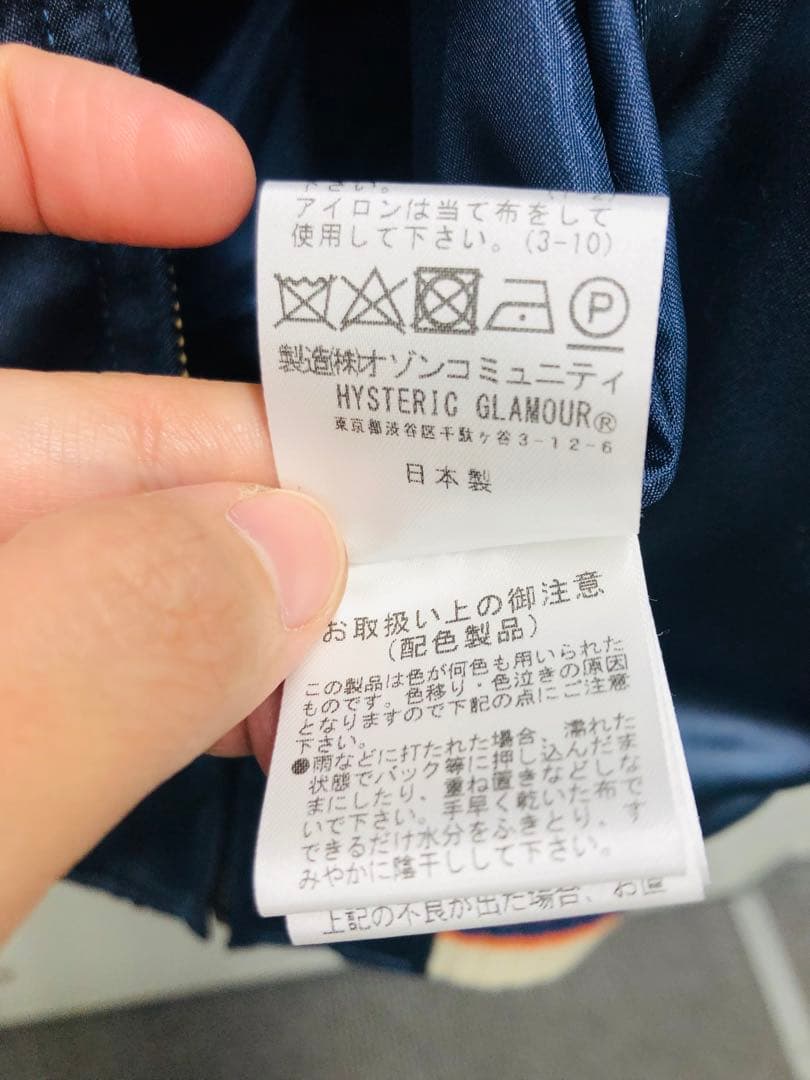 下さい。
アイロンは当て布をして
使用して下さい。(3-10)
P
製造㈱オゾンコミュニティ
HYSTERIC GLAMOUR®
東京都渋谷区千駄ヶ谷3-12-6
日本製
お取扱い上の御注意
(配色製品)
この製品は色が何色も用いられた
ものです。色移り・色泣きの原因
となりますので下記の点にご注意
下さい。
●雨などに打たれた場合、濡れた
状態でバック等に押し込んだま
まにしたり、重ね置きなどしな
いで下さい。手早く乾いた布で
できるだけ水分をふきとり、す
みやかに陰干しして下さい。
上記の不良が出た場合、お直